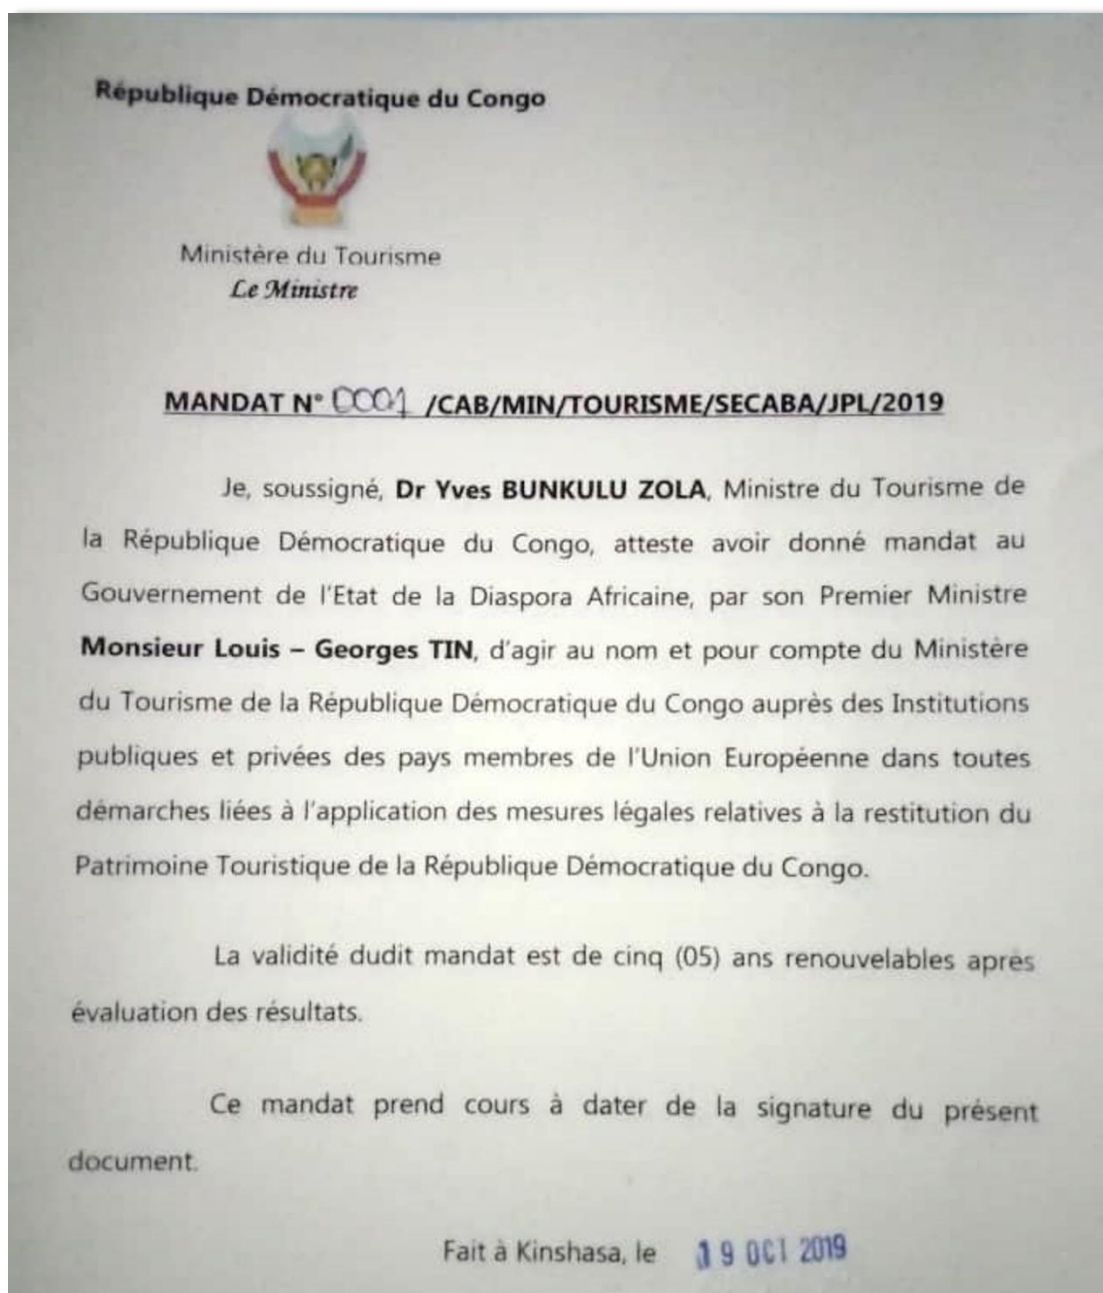 République Démocratique du Congo
Ministère du Tourisme
Le Ministre
MANDAT N° 0001 /CAB/MIN/TOURISME/SECABA/JPL/2019
Je, soussigné, Dr Yves BUNKULU ZOLA, Ministre du Tourisme de
la République Démocratique du Congo, atteste avoir donné mandat au
Gouvernement de l'Etat de la Diaspora Africaine, par son Premier Ministre
Monsieur Louis – Georges TIN, d'agir au nom et pour compte du Ministère
du Tourisme de la République Démocratique du Congo auprès des Institutions
publiques et privées des pays membres de l'Union Européenne dans toutes
démarches liées à l'application des mesures légales relatives à la restitution du
Patrimoine Touristique de la République Démocratique du Congo.
La validité dudit mandat est de cinq (05) ans renouvelables après
évaluation des résultats.
Ce mandat prend cours à dater de la signature du présent
document.
Fait à Kinshasa, le 19 OCT 2019